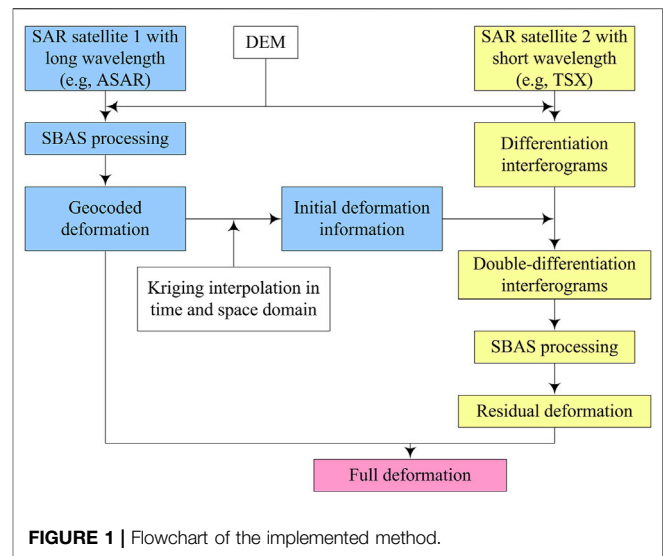 SAR satellite 1 with
long wavelength
(e.g, ASAR)
DEM
SAR satellite 2 with
short wavelength
(e.g, TSX)
SBAS processing
Differentiation
interferograms
Geocoded
deformation
Initial deformation
information
Kriging interpolation in
time and space domain
Double-differentiation
interferograms
SBAS processing
Residual deformation
Full deformation
FIGURE 1 | Flowchart of the implemented method.